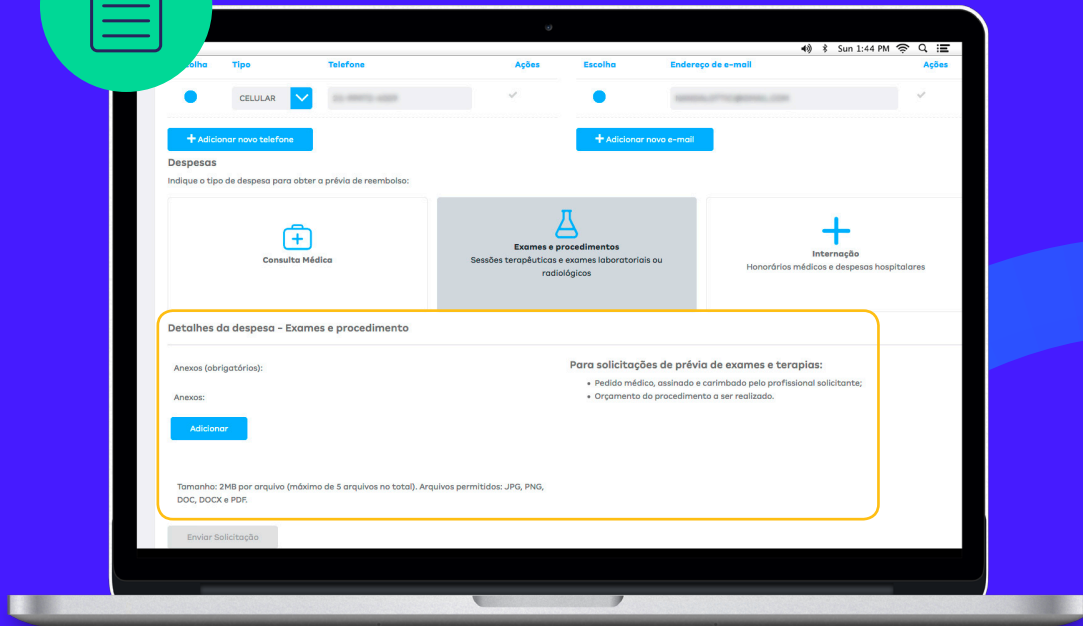 Sun 1:44 PM
Tipo
Telefone
Ações
Escolha
Endereço de e-mail
Ações
CELULAR
+ Adicionar novo telefone
+ Adicionar novo e-mail
Despesas
Indique o tipo de despesa para obter a prévia de reembolso:
Consulta Médica
Exames e procedimentos
Sessões terapêuticas e exames laboratoriais ou
radiológicos
Internação
Honorários médicos e despesas hospitalares
Detalhes da despesa - Exames e procedimento
Anexos (obrigatórios):
Anexos:
Adicionar
Tamanho: 2MB por arquivo (máximo de 5 arquivos no total). Arquivos permitidos: JPG, PNG,
DOC, DOCX e PDF.
Para solicitações de prévia de exames e terapias:
• Pedido médico, assinado e carimbado pelo profissional solicitante;
• Orçamento do procedimento a ser realizado.
Enviar Solicitação